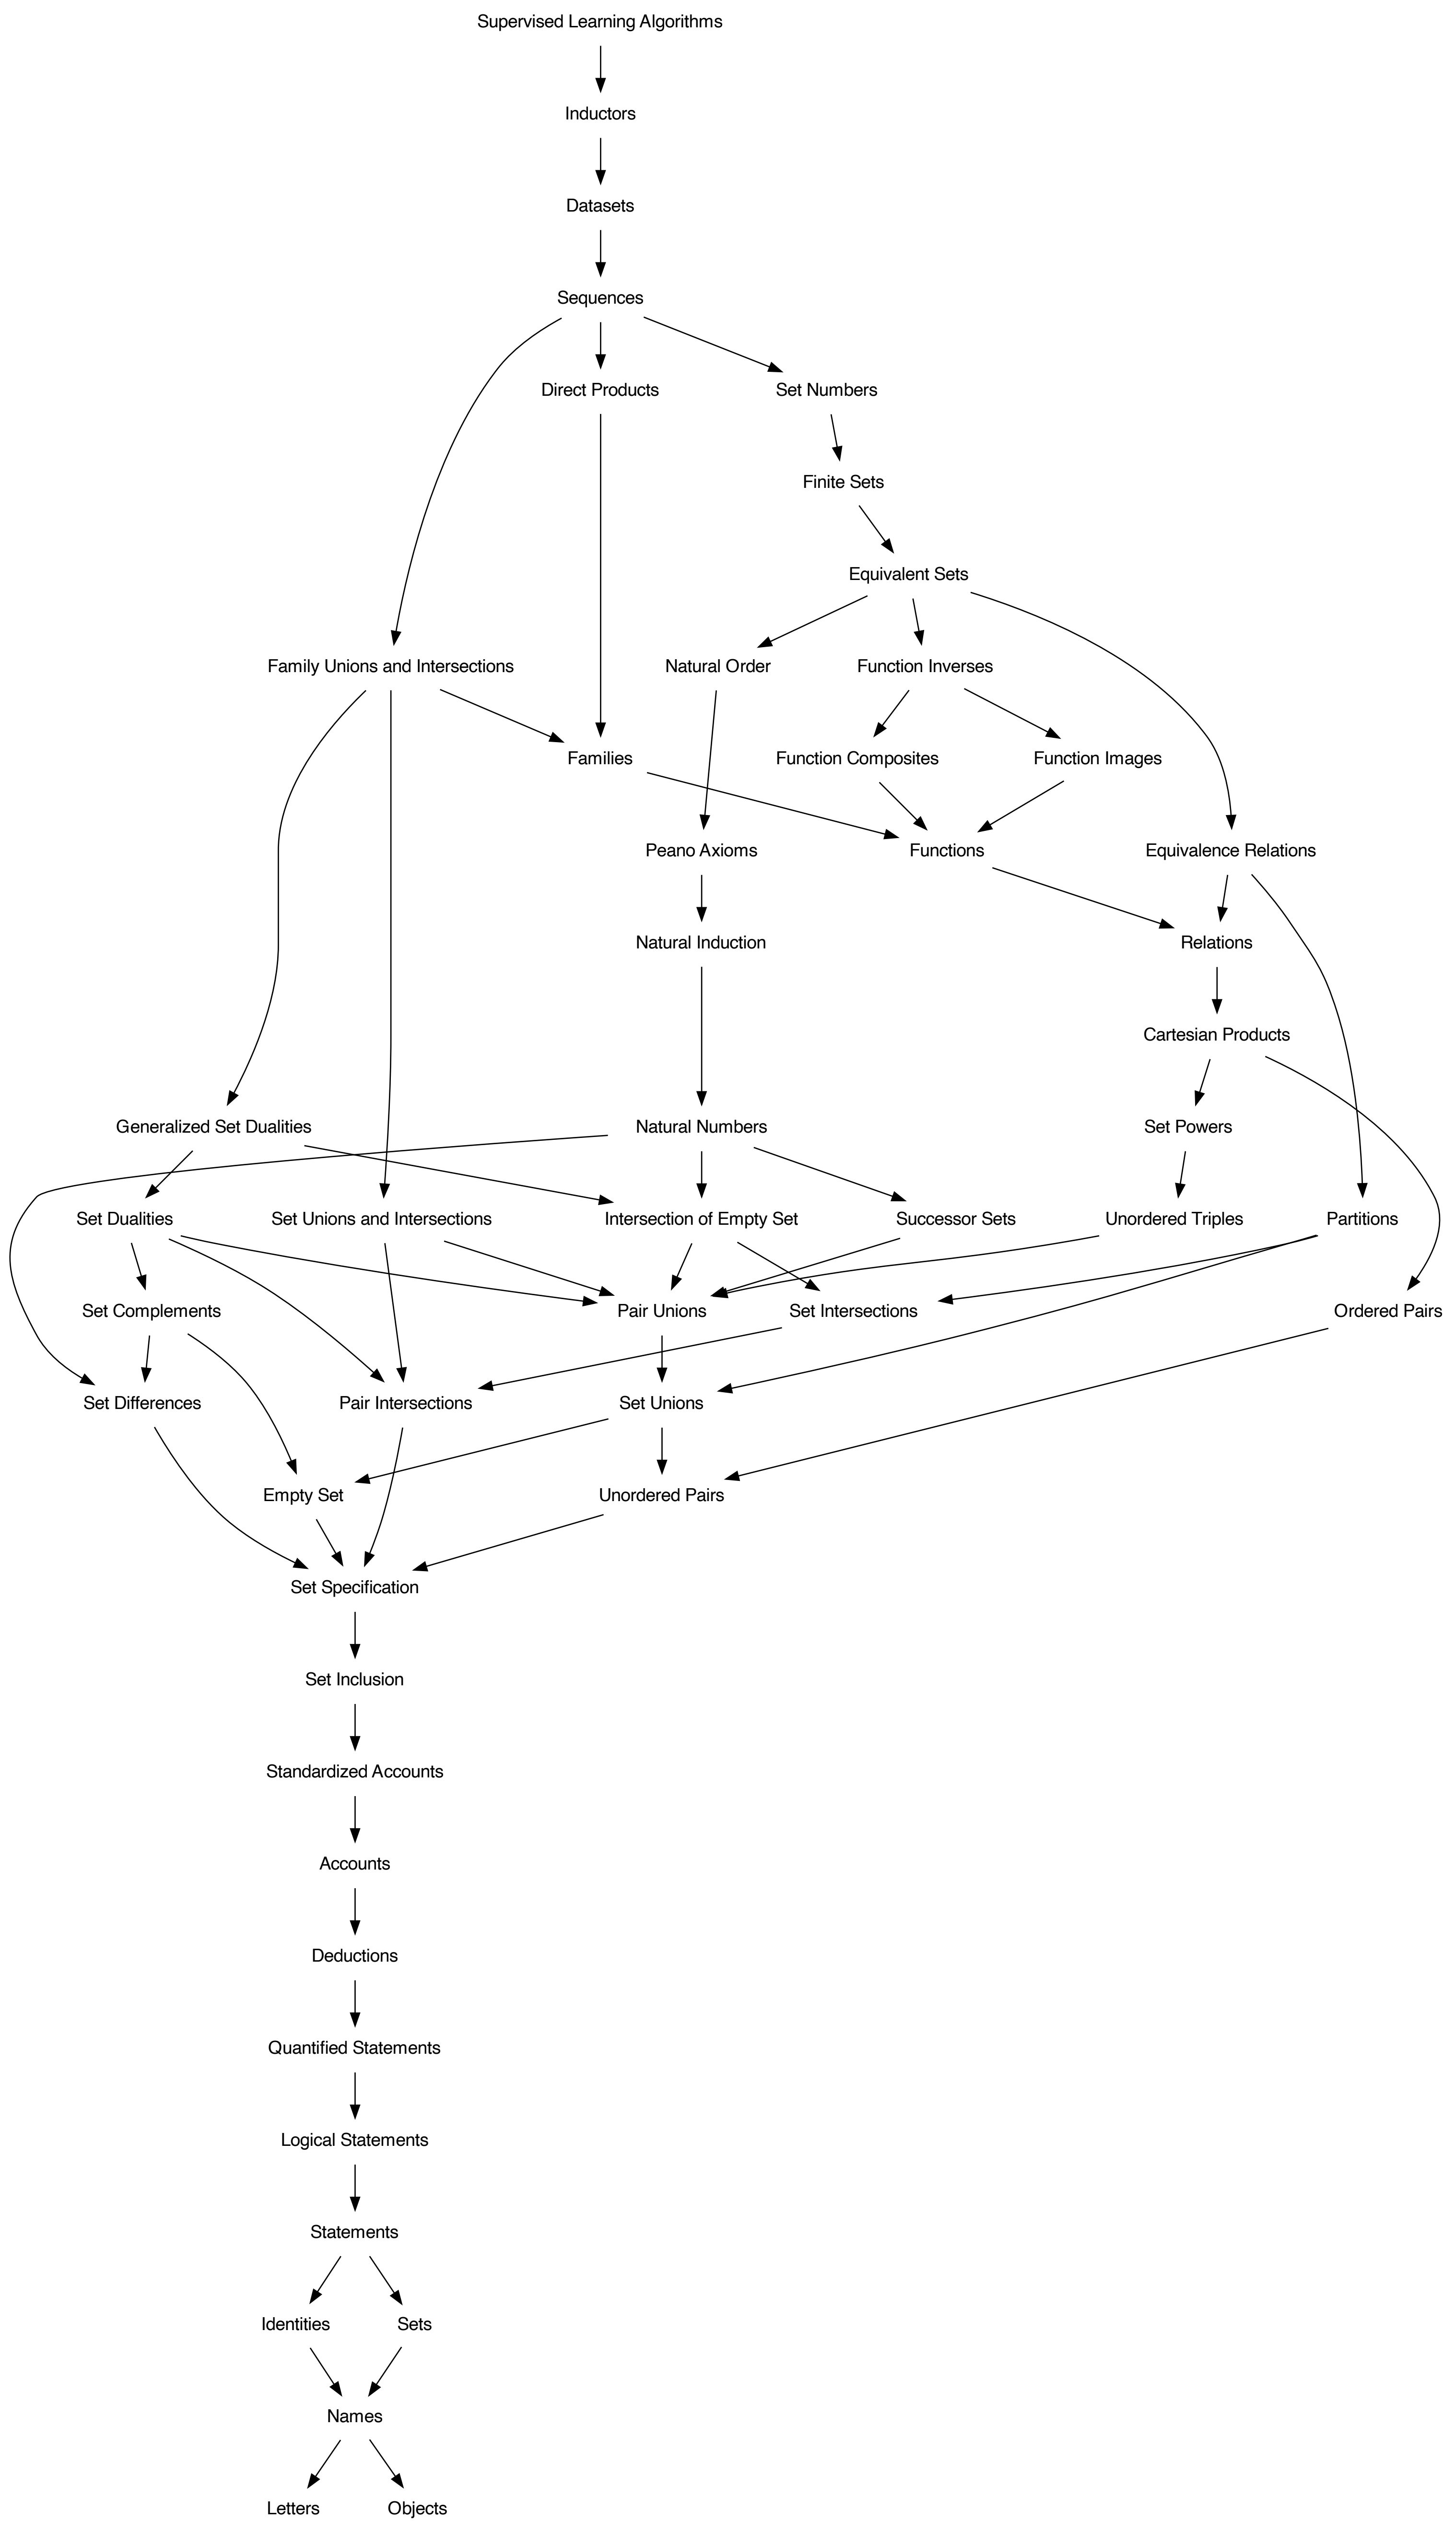 Supervised Learning Algorithms
Inductors
Datasets
Sequences
Direct Products
Set Numbers
Finite Sets
Equivalent Sets
Family Unions and Intersections
Natural Order
Function Inverses
Families
Function Composites
Function Images
Peano Axioms
Functions
Equivalence Relations
Natural Induction
Relations
Cartesian Products
Generalized Set Dualities
Natural Numbers
Set Powers
Set Dualities
Set Unions and Intersections
Intersection of Empty Set
Successor Sets
Unordered Triples
Partitions
Set Complements
Pair Unions
Set Intersections
Ordered Pairs
Set Differences
Pair Intersections
Set Unions
Empty Set
Unordered Pairs
Set Specification
Set Inclusion
Standardized Accounts
Accounts
Deductions
Quantified Statements
Logical Statements
Statements
Identities
Sets
Names
Letters
Objects